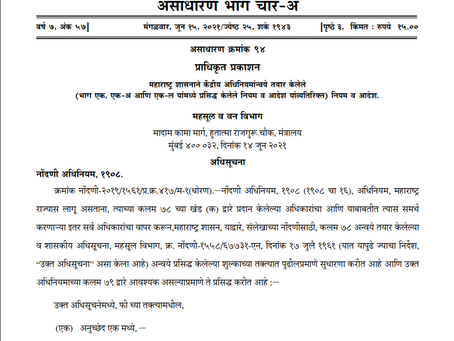 असाधारण भाग चार-अ
वर्ष ७, अंक ५७]
मंगळवार, जून १५, २०२१/ज्येष्ठ २५, शके १९४३
[पृष्ठे ३, किंमत : रुपये १५.००
असाधारण क्रमांक ९४
प्राधिकृत प्रकाशन
महाराष्ट्र शासनाने केंद्रीय अधिनियमांन्वये तयार केलेले
(भाग एक, एक-अ आणि एक-ल यांमध्ये प्रसिद्ध केलेले नियम व आदेश यांव्यतिरिक्त) नियम व आदेश.
महसूल व वन विभाग
मादाम कामा मार्ग, हुतात्मा राजगुरू चौक, मंत्रालय
मुंबई ४०० ०३२, दिनांक १४ जून २०२१
अधिसूचना
नोंदणी अधिनियम, १९०८.
क्रमांक नोंदणी-२०१९/१५६१/प्र.क्र.४१७/म-१(धोरण).—नोंदणी अधिनियम, १९०८ (१९०८ चा १६), अधिनियम, महाराष्ट्र
राज्यास लागू असताना, त्याच्या कलम ७८ च्या खंड (क) द्वारे प्रदान केलेल्या अधिकारांचा आणि याबाबतीत त्यास समर्थ
करणाऱ्या इतर सर्व अधिकारांचा वापर करून,महाराष्ट्र शासन, याद्वारे, संलेखाच्या नोंदणीसाठी, कलम ७८ अन्वये तयार केलेल्या
व शासकीय अधिसूचना, महसूल विभाग, क्र. नोंदणी-१५५८/६७७३१-एन, दिनांक १७ जुलै १९६१ (यात यापुढे ज्याचा निर्देश,
"उक्त अधिसूचना" असा केला आहे) अन्वये प्रसिद्ध केलेल्या शुल्काच्या तक्त्यात पुढीलप्रमाणे सुधारणा करीत आहे आणि उक्त
अधिनियमाच्या कलम ७९ द्वारे आवश्यक असल्याप्रमाणे ते प्रसिद्ध करीत आहे :—
उक्त अधिसूचनेमध्ये, फी च्या तक्त्यामधील,
(एक) अनुच्छेद एक मध्ये, —